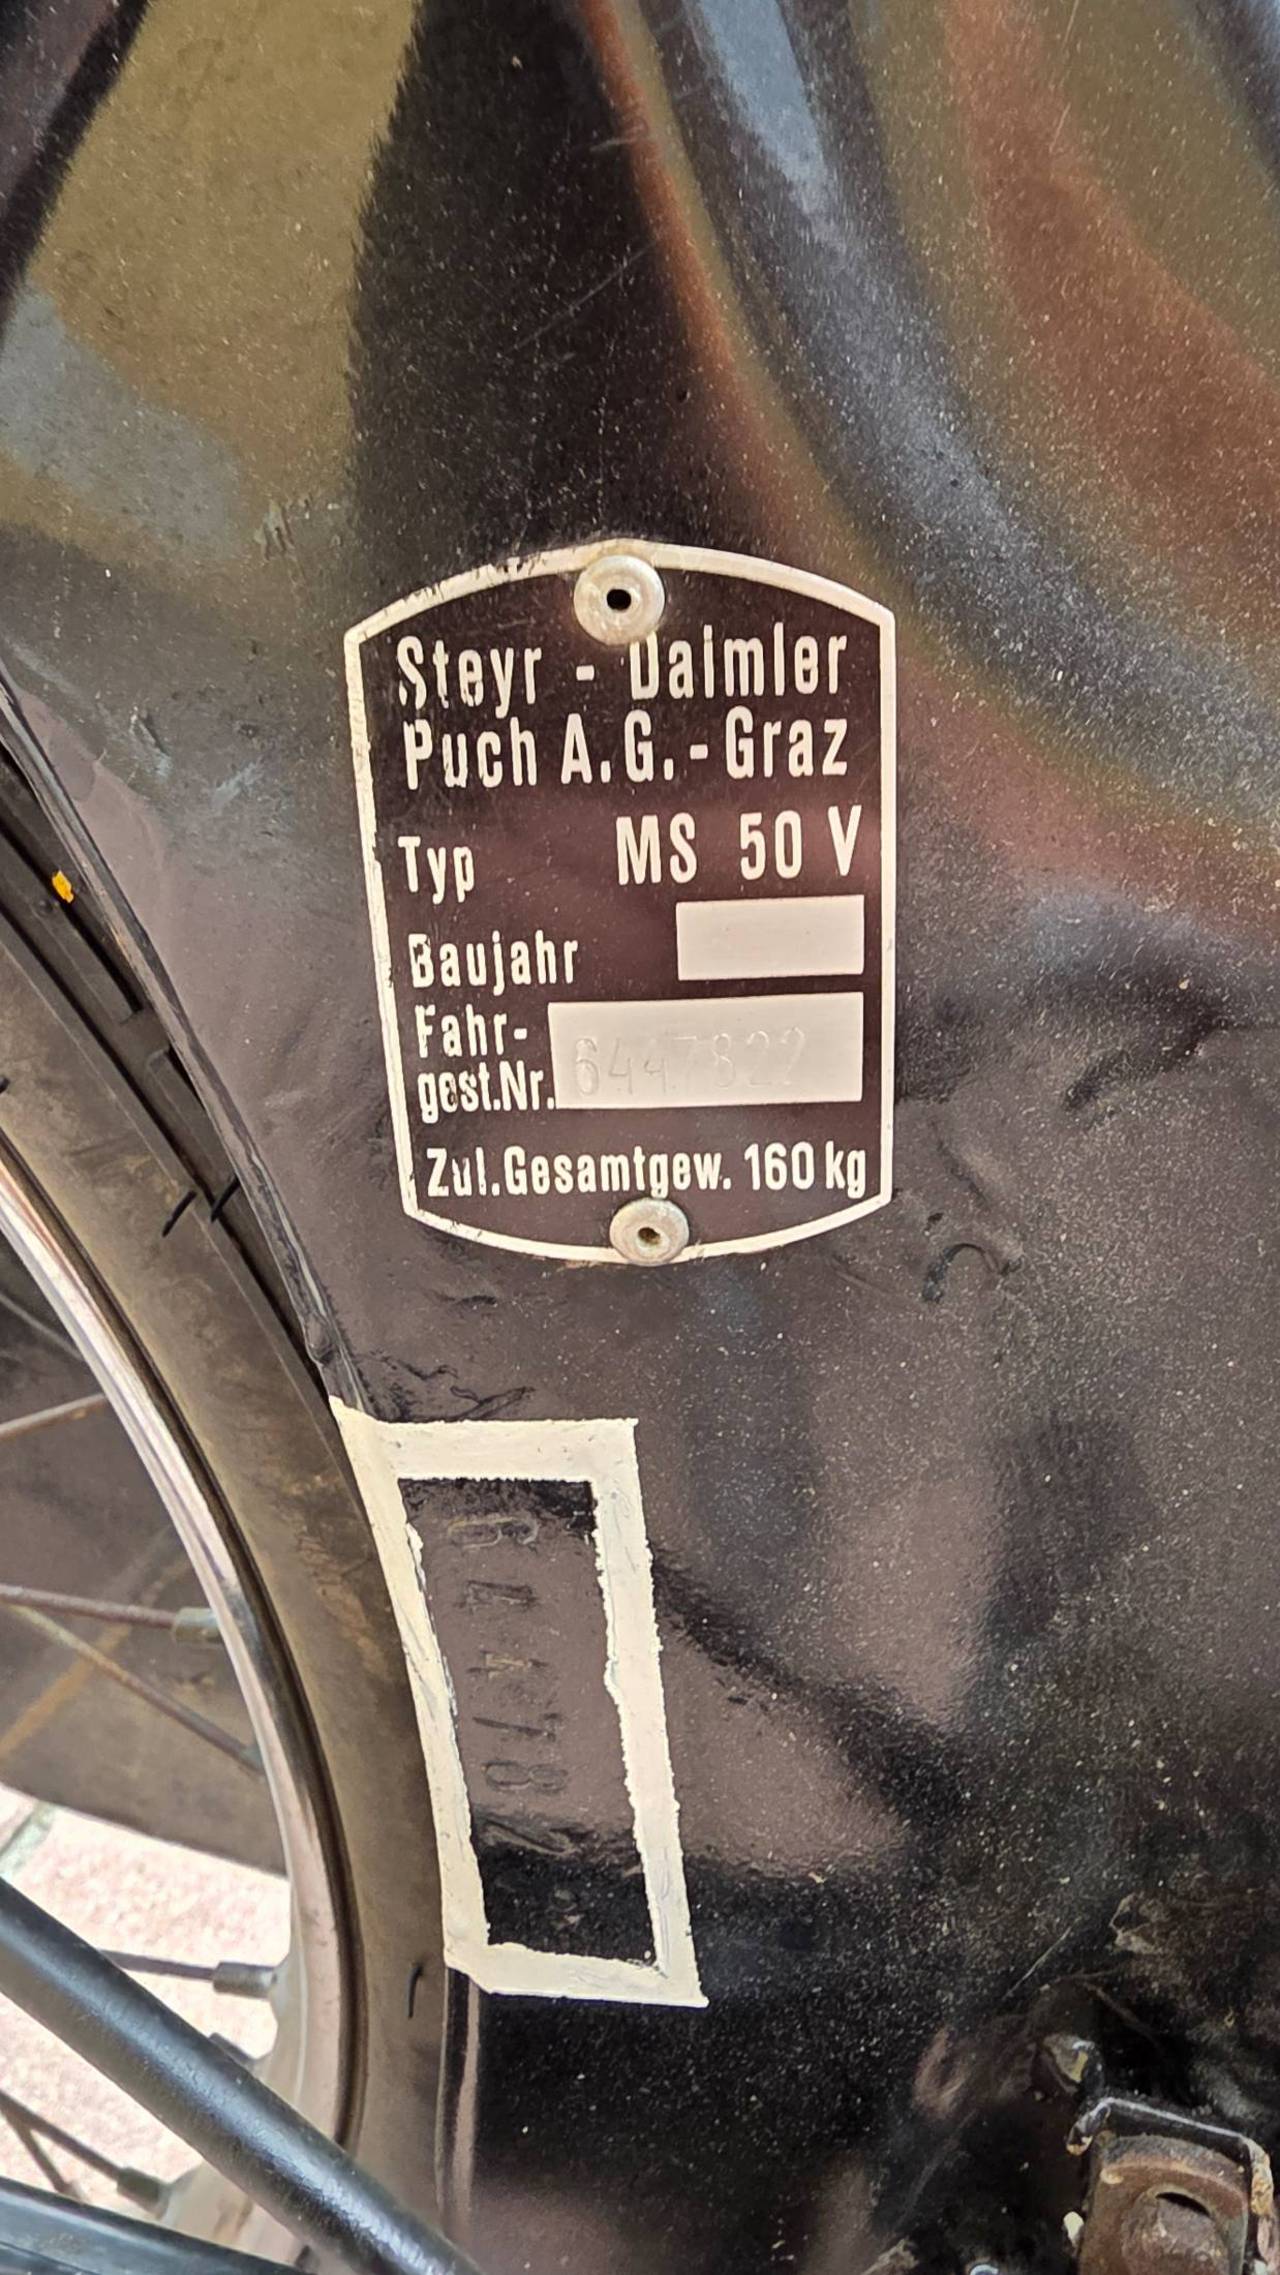 Steyr - Daimler
Puch A.G.-Graz
Typ MS 50 V
Baujahr
Fahr-
gest.Nr. 6447822
Zul.Gesamtgew. 160 kg